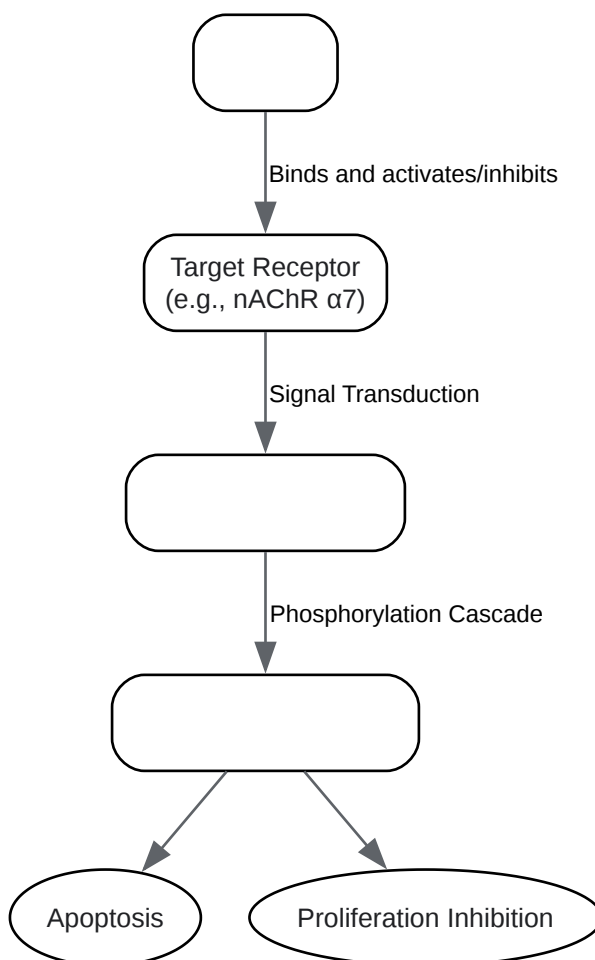 Binds and activates/inhibits
Target Receptor
(e.g., nAChR α7)
Signal Transduction
Phosphorylation Cascade
Apoptosis
Proliferation Inhibition